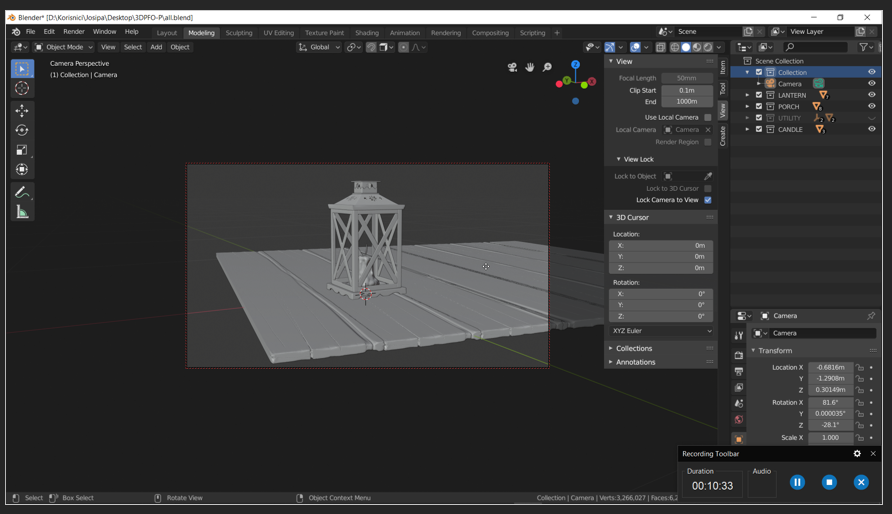 Blender* [D:\Korisnici\Josipa\Desktop\3DPFO-P\all.blend]
File Edit Render Window Help Layout Modeling Sculpting UV Editing Texture Paint Shading Animation Rendering Compositing Scripting + Scene View Layer
Object Mode View Select Add Object Global
Camera Perspective
(1) Collection | Camera
Z
Y
X
View
Focal Length 50mm
Clip Start 0.1m
End 1000m
Use Local Camera
Local Camera Camera
Render Region
View Lock
Lock to Object
Lock to 3D Cursor
Lock Camera to View
3D Cursor
Location:
X: 0m
Y: 0m
Z: 0m
Rotation:
X: 0°
Y: 0°
Z: 0°
XYZ Euler
Collections
Annotations
Item
Tool
View
Create
Scene Collection
Collection
Camera
LANTERN
PORCH
UTILITY
CANDLE
Camera
Camera
Transform
Location X -0.6816m
Y -1.2908m
Z 0.30149m
Rotation X 81.6°
Y 0.000035°
Z -28.1°
Scale X 1.000
Recording Toolbar
Duration
00:10:33
Audio
Select Box Select Rotate View Object Context Menu Collection | Camera | Verts:3,266,027 | Faces:6,2